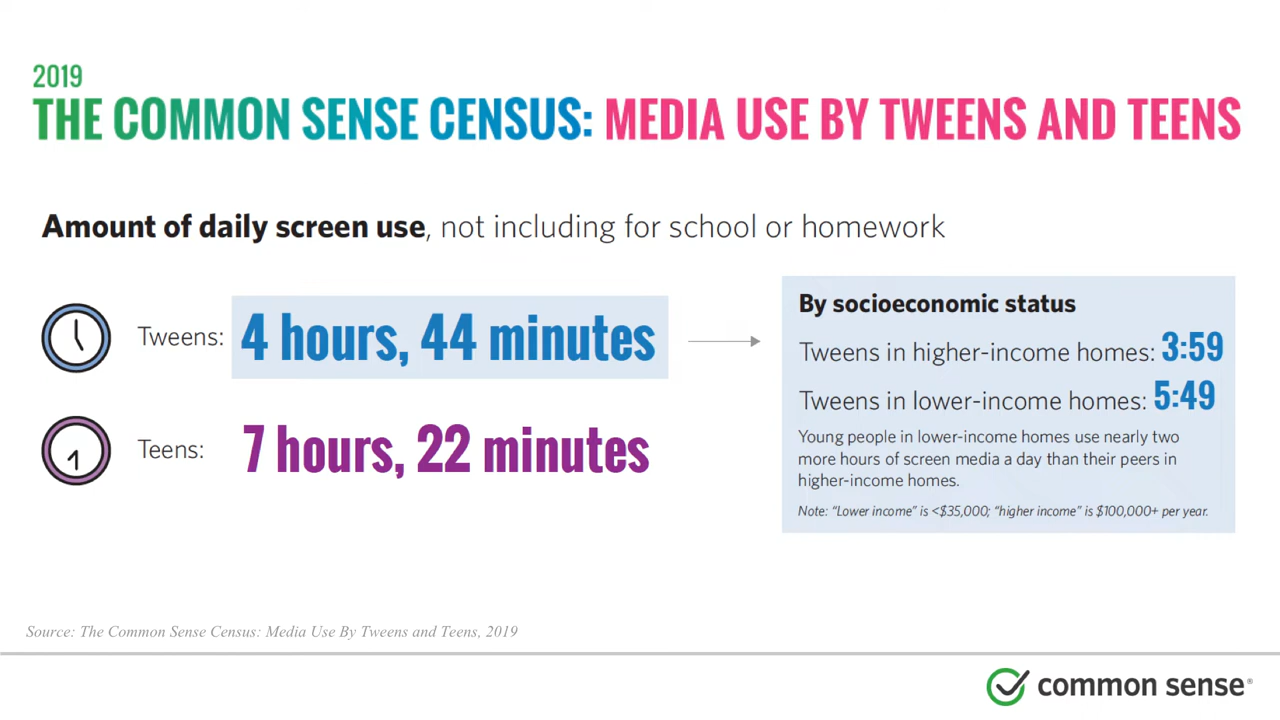 2019
THE COMMON SENSE CENSUS: MEDIA USE BY TWEENS AND TEENS
Amount of daily screen use, not including for school or homework
Tweens: 4 hours, 44 minutes
Teens: 7 hours, 22 minutes
By socioeconomic status
Tweens in higher-income homes: 3:59
Tweens in lower-income homes: 5:49
Young people in lower-income homes use nearly two
more hours of screen media a day than their peers in
higher-income homes.
Note: "Lower income" is <$35,000; "higher income" is $100,000+ per year.
Source: The Common Sense Census: Media Use By Tweens and Teens, 2019
common sense®